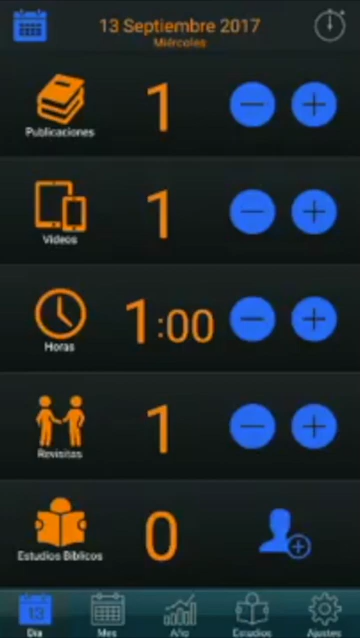 13 Septiembre 2017
Miércoles
1
Publicaciones
1
Videos
1:00
Horas
1
Revisitas
0
Estudios Bíblicos
13
Día
Mes
Año
Estudios
Ajustes